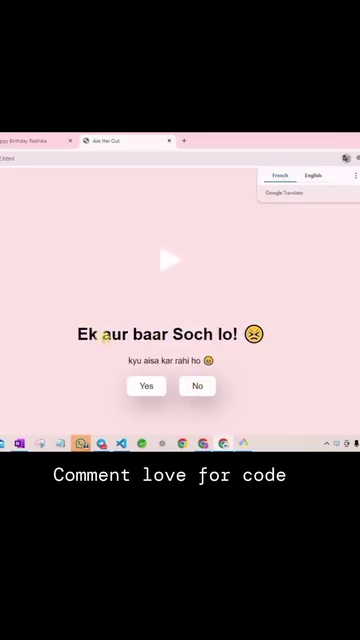 ppy Birthday Radhika
Ask Her Out
2.html
French English
Google Translate
Ek aur baar Soch lo! 😣
kyu aisa kar rahi ho 😠
Yes No
Comment love for code